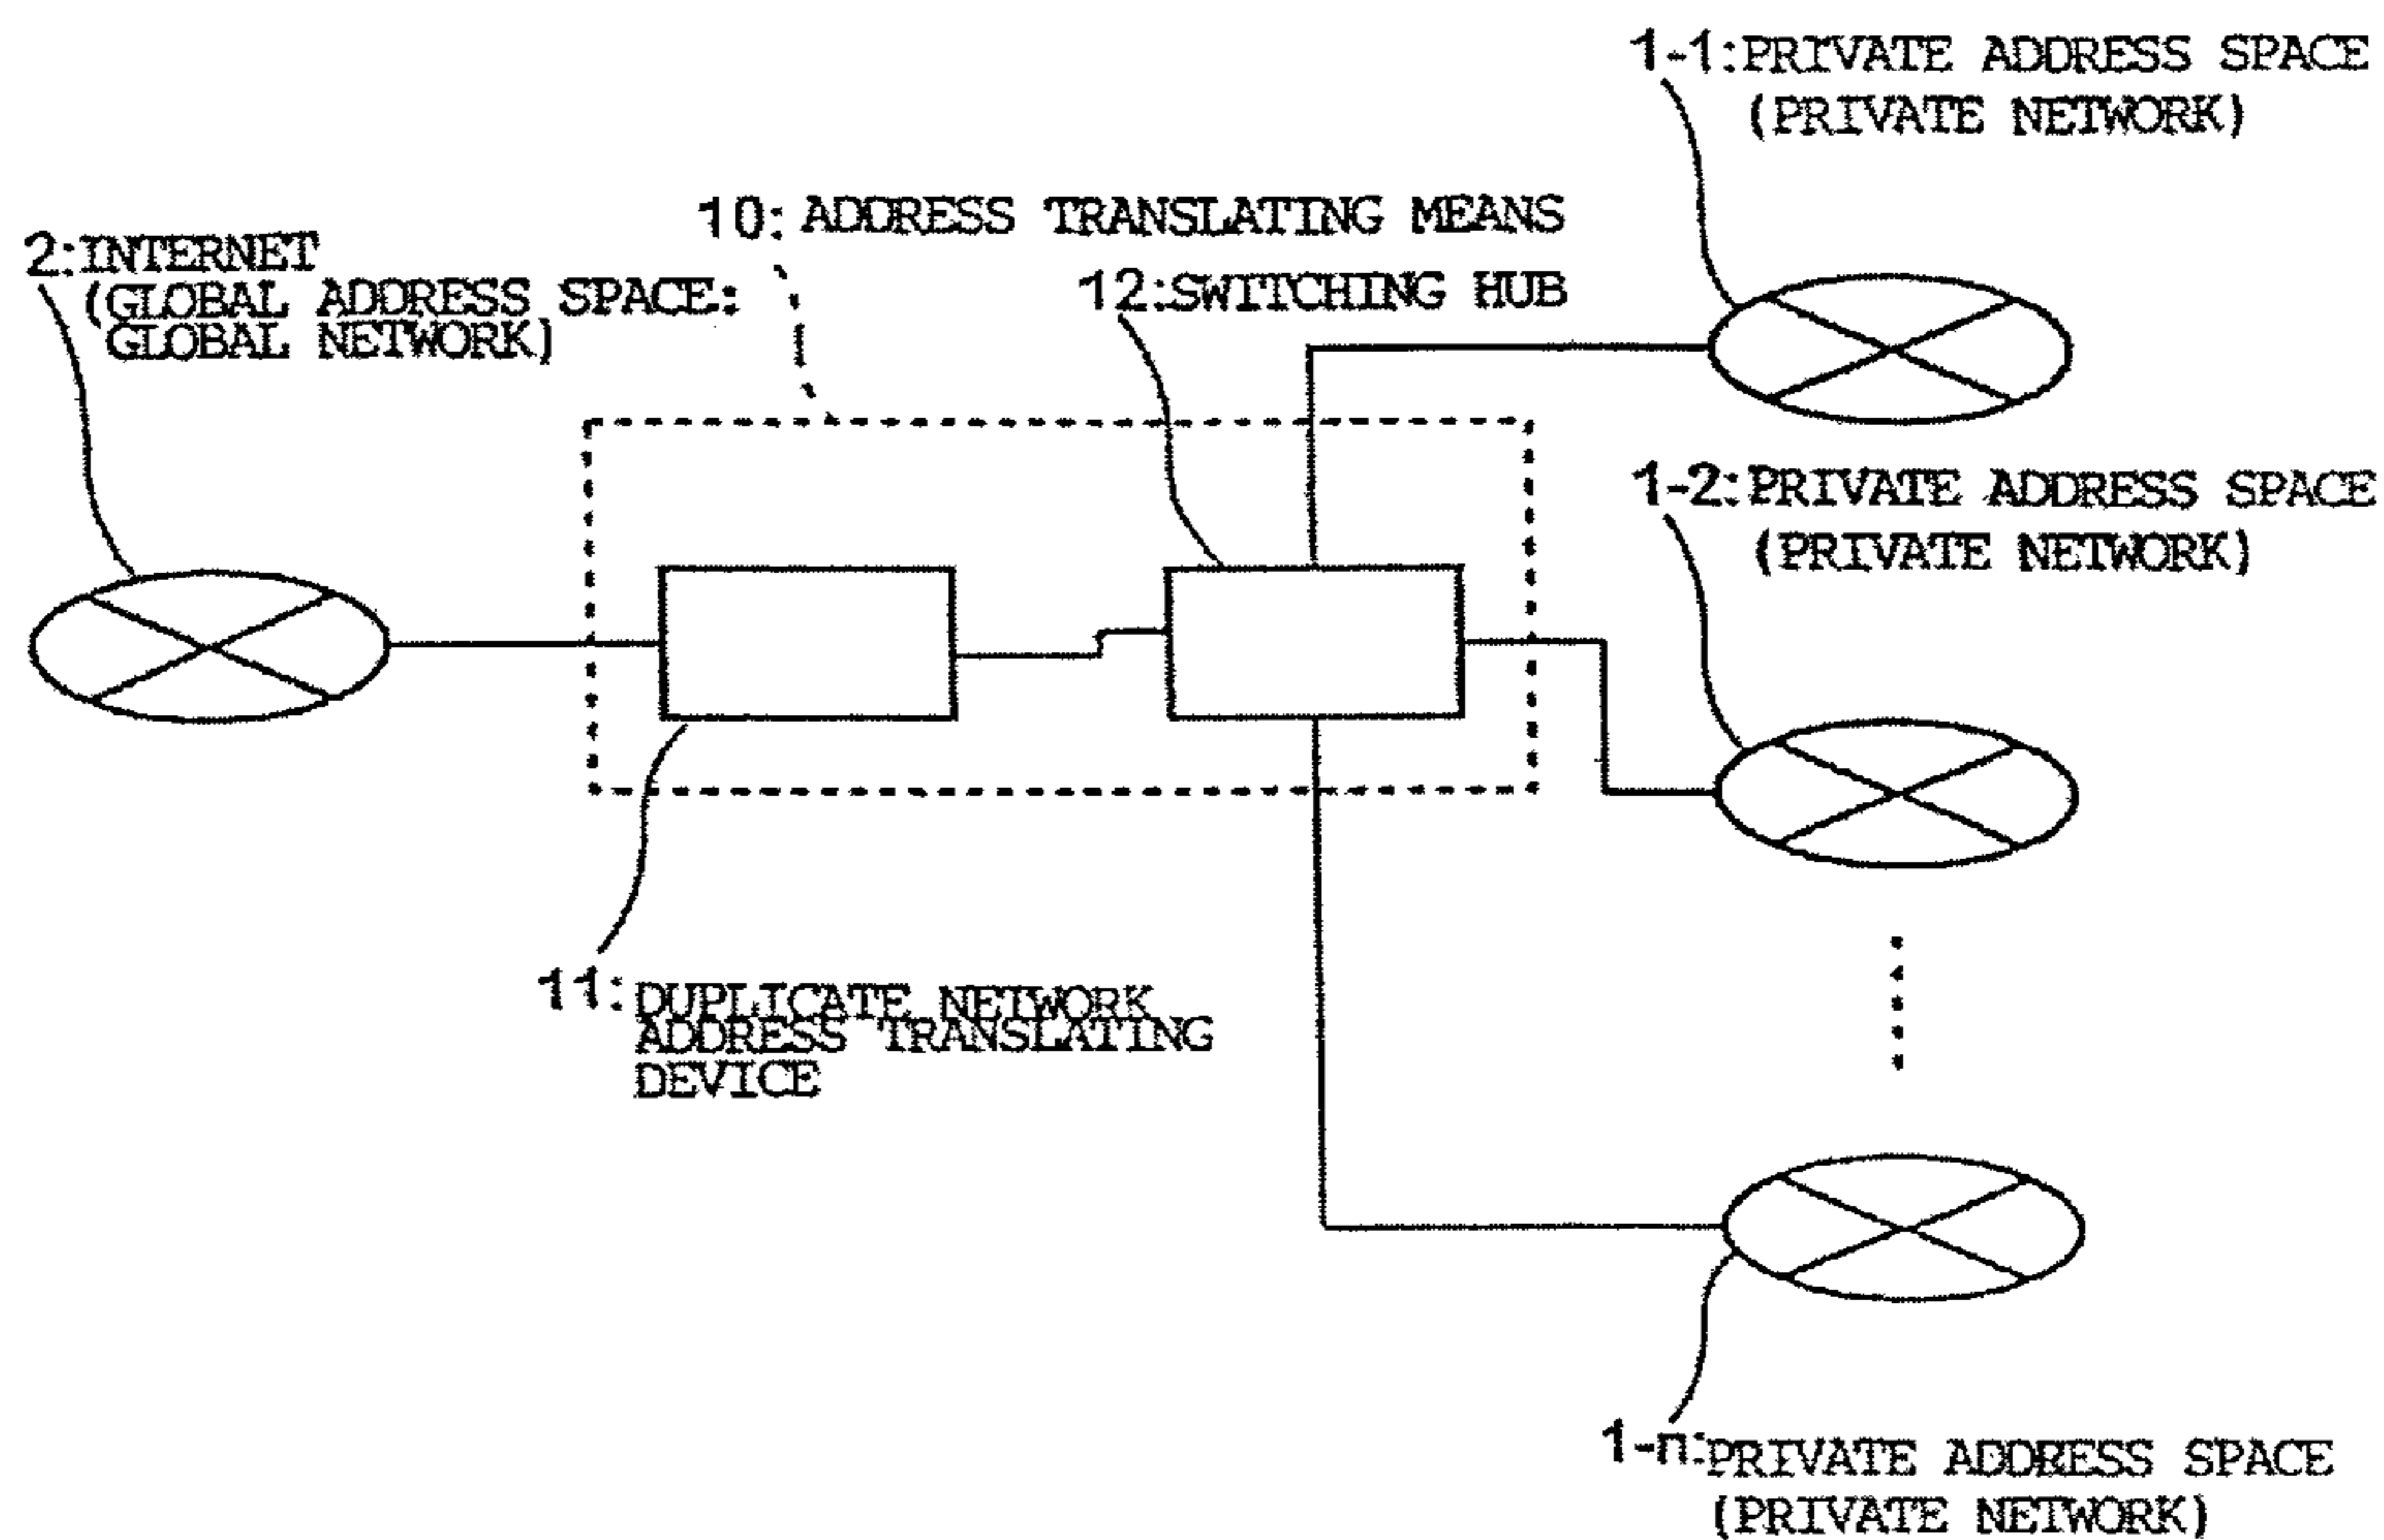 1-1:PRIVATE ADDRESS SPACE
(PRIVATE NETWORK)
10: ADDRESS TRANSLATING MEANS
2:INTERNET
(GLOBAL ADDRESS SPACE:
GLOBAL NETWORK)
12:SWITCHING HUB
1-2:PRIVATE ADDRESS SPACE
(PRIVATE NETWORK)
11:DUPLICATE NETWORK
ADDRESS TRANSLATING
DEVICE
1-n:PRIVATE ADDRESS SPACE
(PRIVATE NETWORK)